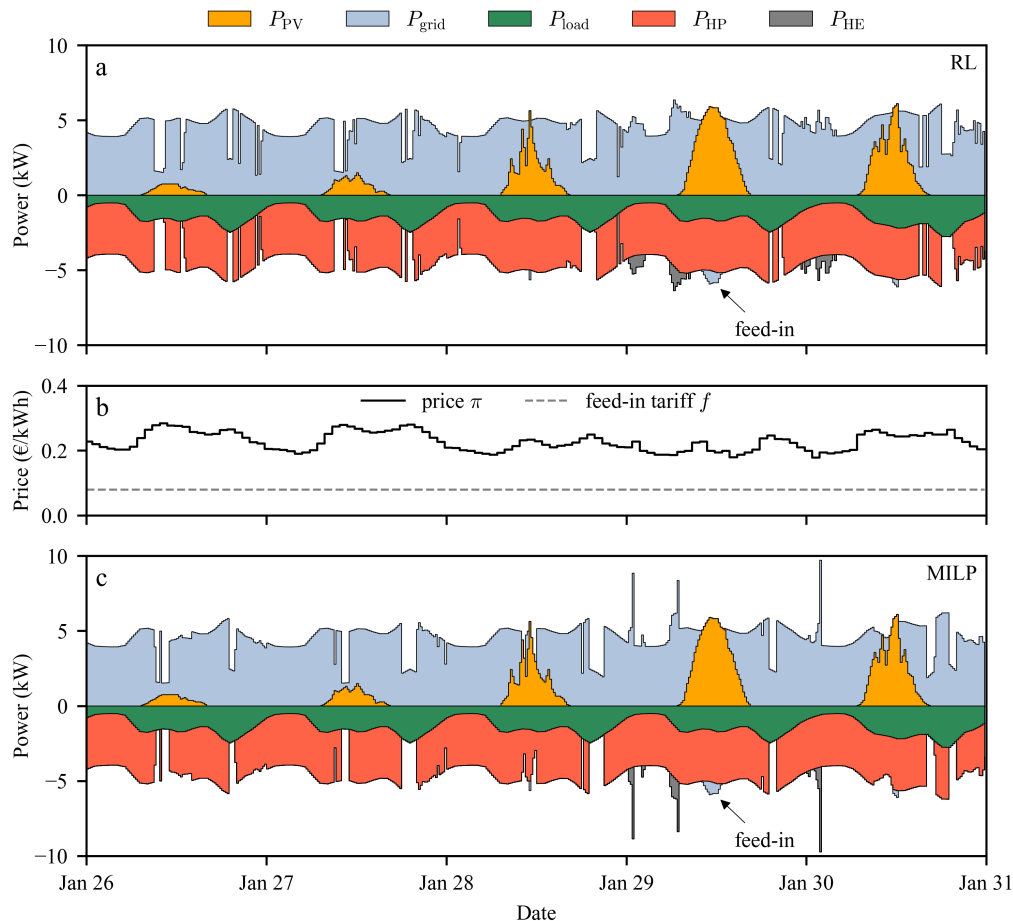 P_PV P_grid P_load P_HP P_HE
a
RL
10
5
0
−5
−10
Power (kW)
feed-in
b
price π feed-in tariff f
0.4
0.2
0.0
Price (€/kWh)
c
MILP
10
5
0
−5
−10
Power (kW)
feed-in
Jan 26 Jan 27 Jan 28 Jan 29 Jan 30 Jan 31
Date